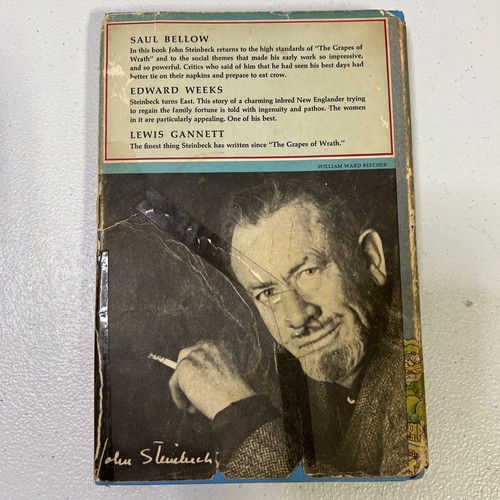 SAUL BELLOW
In this book John Steinbeck returns to the high standards of "The Grapes of
Wrath" and to the social themes that made his early work so impressive,
and so powerful. Critics who said of him that he had seen his best days had
better tie on their napkins and prepare to eat crow.
EDWARD WEEKS
Steinbeck turns East. This story of a charming inbred New Englander trying
to regain the family fortune is told with ingenuity and pathos. The women
in it are particularly appealing. One of his best.
LEWIS GANNETT
The finest thing Steinbeck has written since "The Grapes of Wrath."
WILLIAM WARD BEECHER
John Steinbeck